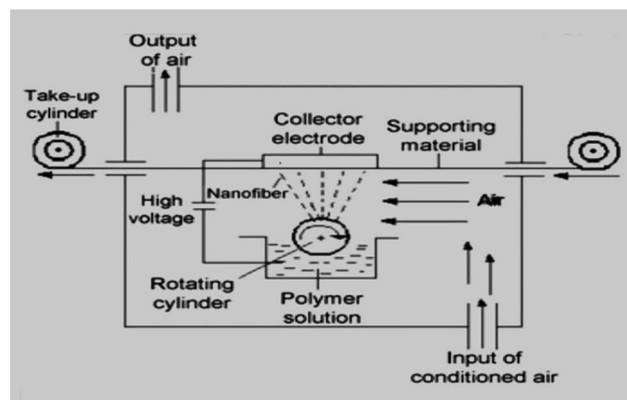 Output
of air
Take-up
cylinder
Collector
electrode
Supporting
material
Nanofiber
High
voltage
Air
Rotating
cylinder
Polymer
solution
Input of
conditioned air